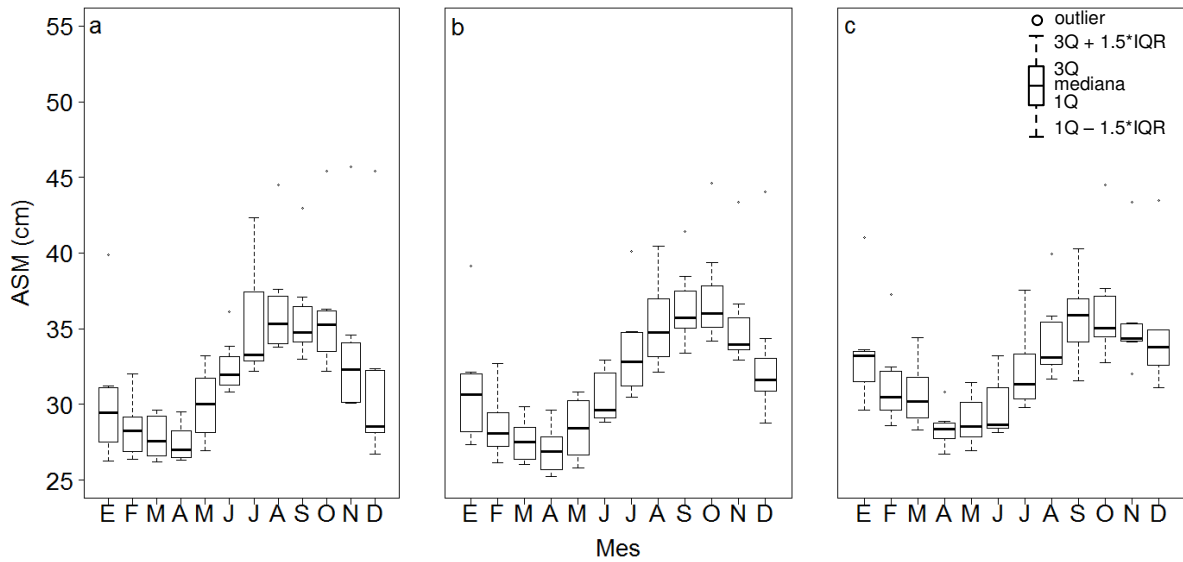 a
b
c
outlier
3Q + 1.5*IQR
3Q
mediana
1Q
1Q − 1.5*IQR
55
50
45
40
35
30
25
ASM (cm)
E F M A M J J A S O N D
E F M A M J J A S O N D
E F M A M J J A S O N D
Mes